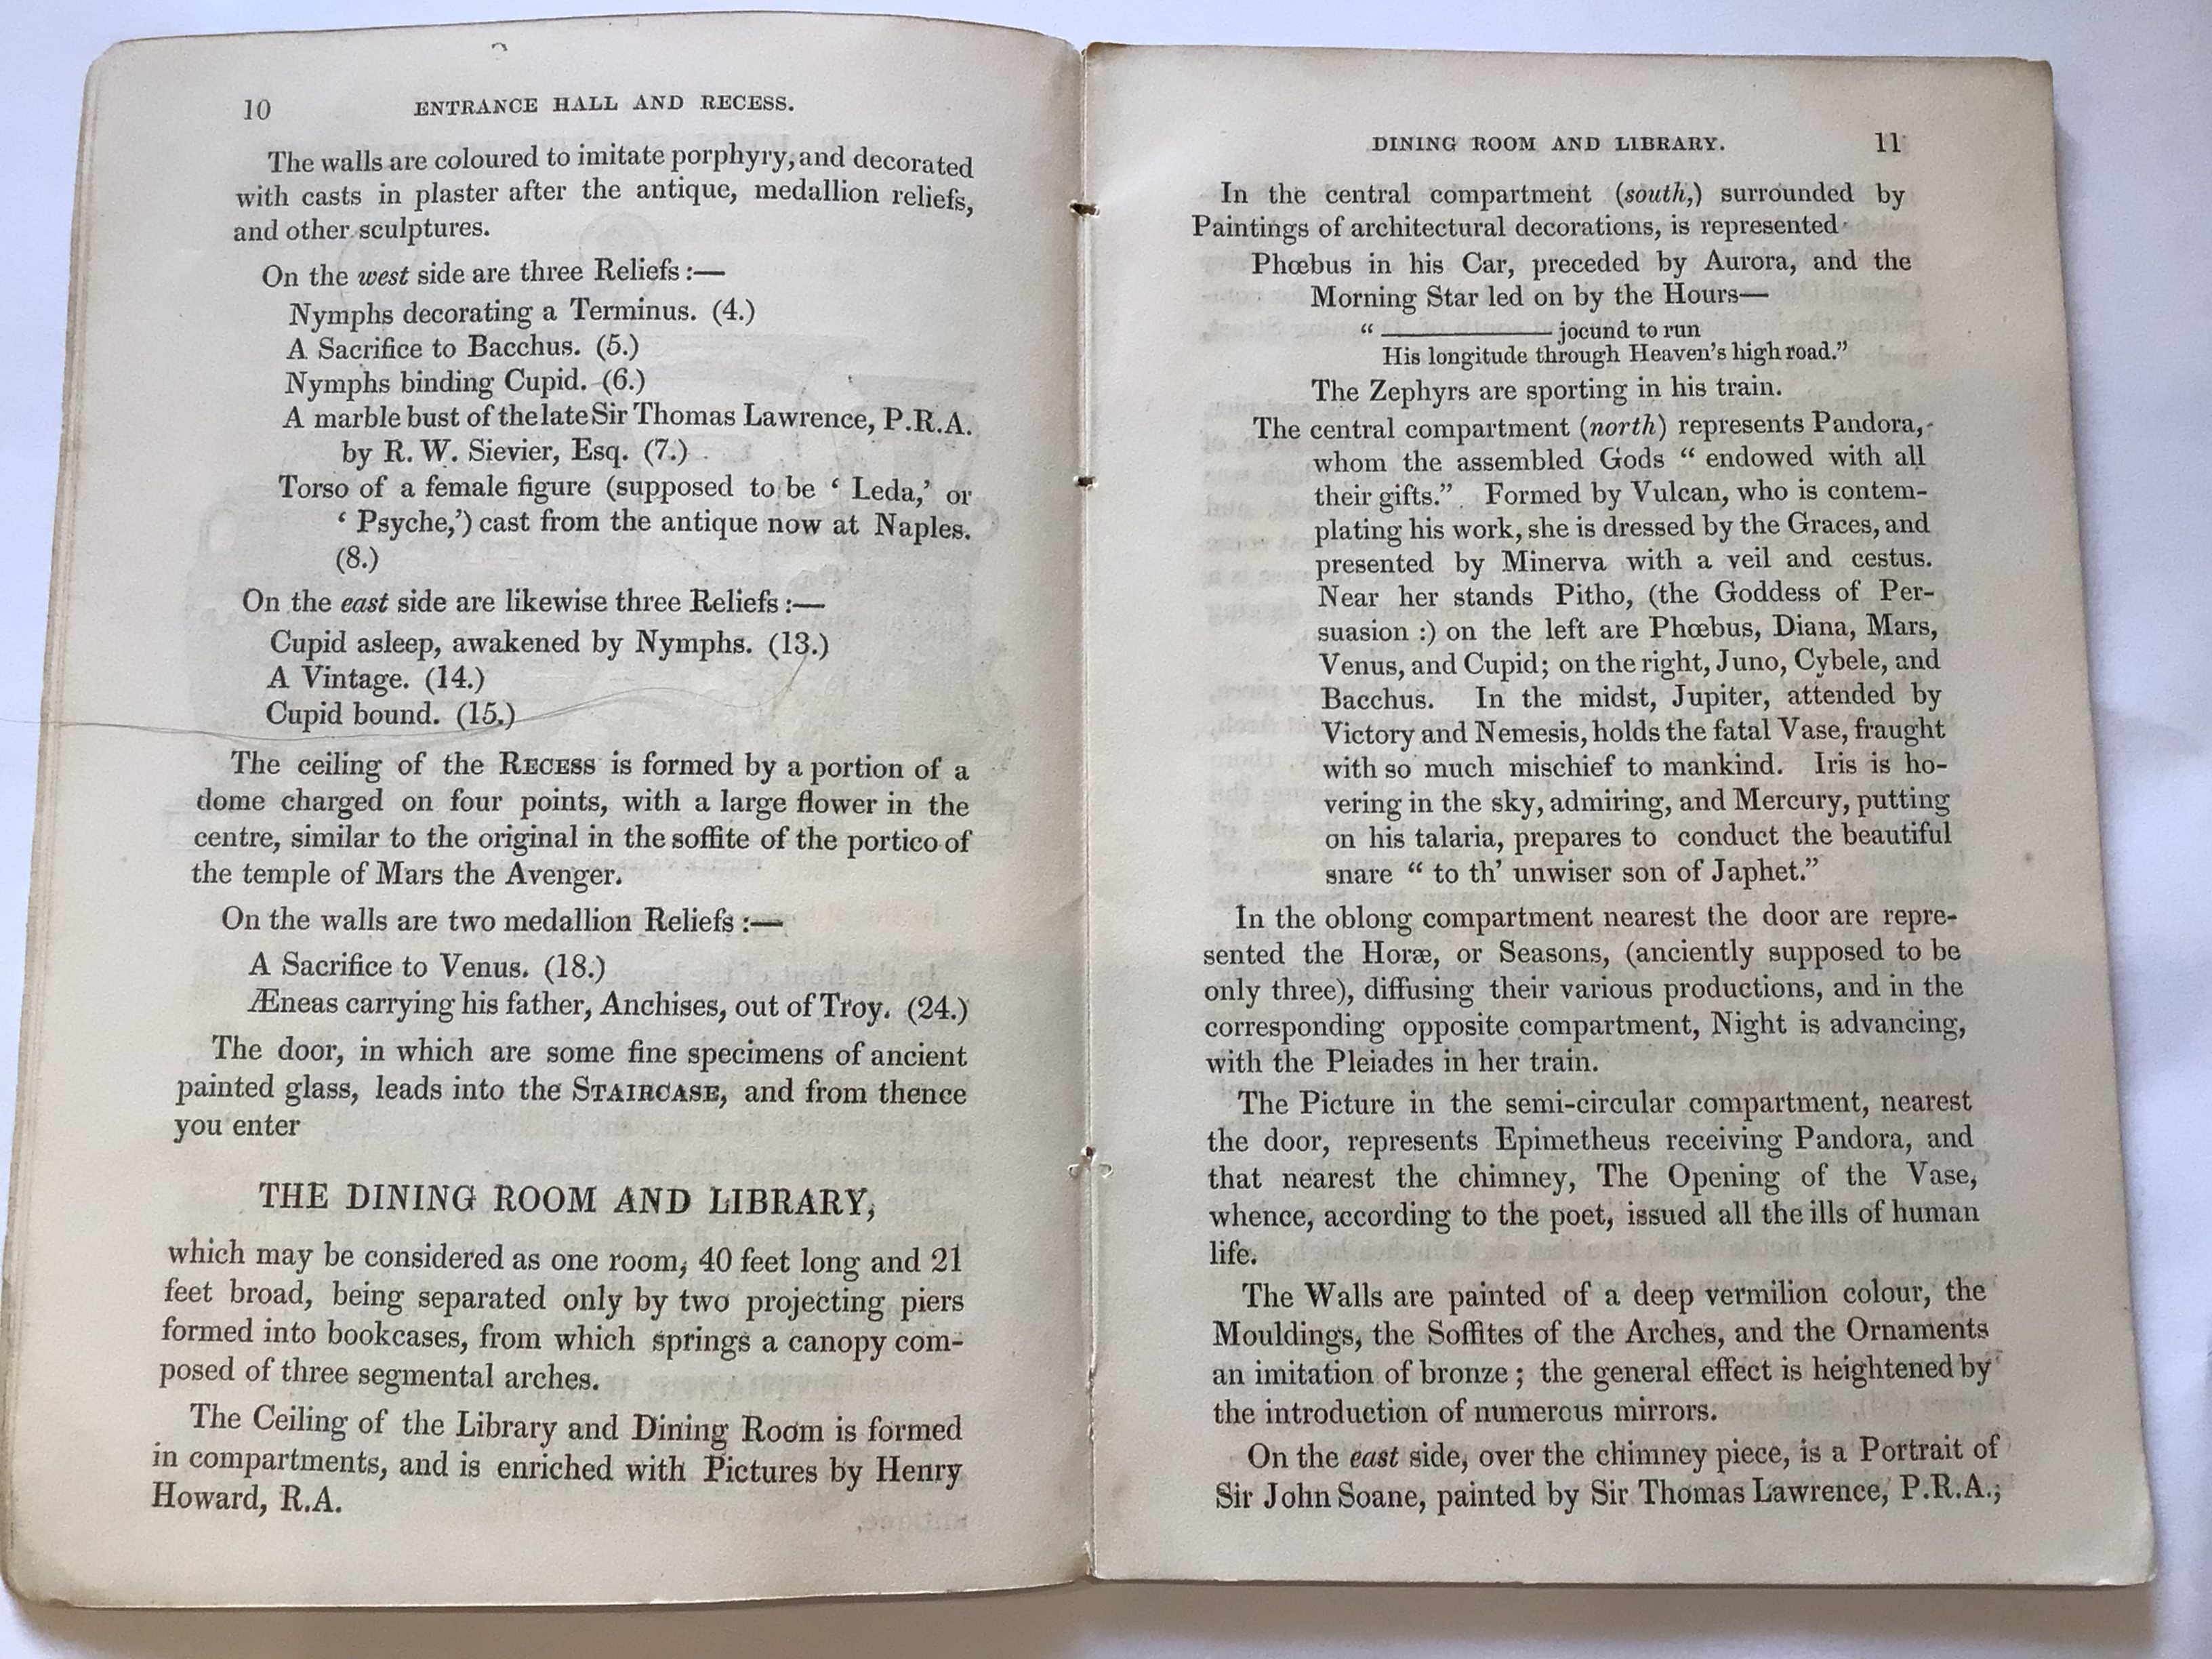 10 ENTRANCE HALL AND RECESS.
The walls are coloured to imitate porphyry, and decorated
with casts in plaster after the antique, medallion reliefs,
and other sculptures.
On the west side are three Reliefs :—
Nymphs decorating a Terminus. (4.)
A Sacrifice to Bacchus. (5.)
Nymphs binding Cupid. (6.)
A marble bust of the late Sir Thomas Lawrence, P.R.A.
by R. W. Sievier, Esq. (7.)
Torso of a female figure (supposed to be ‘ Leda,’ or
‘ Psyche,’) cast from the antique now at Naples.
(8.)
On the east side are likewise three Reliefs :—
Cupid asleep, awakened by Nymphs. (13.)
A Vintage. (14.)
Cupid bound. (15.)
The ceiling of the RECESS is formed by a portion of a
dome charged on four points, with a large flower in the
centre, similar to the original in the soffite of the portico of
the temple of Mars the Avenger.
On the walls are two medallion Reliefs :—
A Sacrifice to Venus. (18.)
Æneas carrying his father, Anchises, out of Troy. (24.)
The door, in which are some fine specimens of ancient
painted glass, leads into the STAIRCASE, and from thence
you enter
THE DINING ROOM AND LIBRARY,
which may be considered as one room, 40 feet long and 21
feet broad, being separated only by two projecting piers
formed into bookcases, from which springs a canopy com-
posed of three segmental arches.
The Ceiling of the Library and Dining Room is formed
in compartments, and is enriched with Pictures by Henry
Howard, R.A.
DINING ROOM AND LIBRARY. 11
In the central compartment (south,) surrounded by
Paintings of architectural decorations, is represented
Phœbus in his Car, preceded by Aurora, and the
Morning Star led on by the Hours—
“ ———— jocund to run
His longitude through Heaven’s high road.”
The Zephyrs are sporting in his train.
The central compartment (north) represents Pandora,
whom the assembled Gods “ endowed with all
their gifts.” Formed by Vulcan, who is contem-
plating his work, she is dressed by the Graces, and
presented by Minerva with a veil and cestus.
Near her stands Pitho, (the Goddess of Per-
suasion :) on the left are Phœbus, Diana, Mars,
Venus, and Cupid; on the right, Juno, Cybele, and
Bacchus. In the midst, Jupiter, attended by
Victory and Nemesis, holds the fatal Vase, fraught
with so much mischief to mankind. Iris is ho-
vering in the sky, admiring, and Mercury, putting
on his talaria, prepares to conduct the beautiful
snare “ to th’ unwiser son of Japhet.”
In the oblong compartment nearest the door are repre-
sented the Horæ, or Seasons, (anciently supposed to be
only three), diffusing their various productions, and in the
corresponding opposite compartment, Night is advancing,
with the Pleiades in her train.
The Picture in the semi-circular compartment, nearest
the door, represents Epimetheus receiving Pandora, and
that nearest the chimney, The Opening of the Vase,
whence, according to the poet, issued all the ills of human
life.
The Walls are painted of a deep vermilion colour, the
Mouldings, the Soffites of the Arches, and the Ornaments
an imitation of bronze ; the general effect is heightened by
the introduction of numerous mirrors.
On the east side, over the chimney piece, is a Portrait of
Sir John Soane, painted by Sir Thomas Lawrence, P.R.A.;